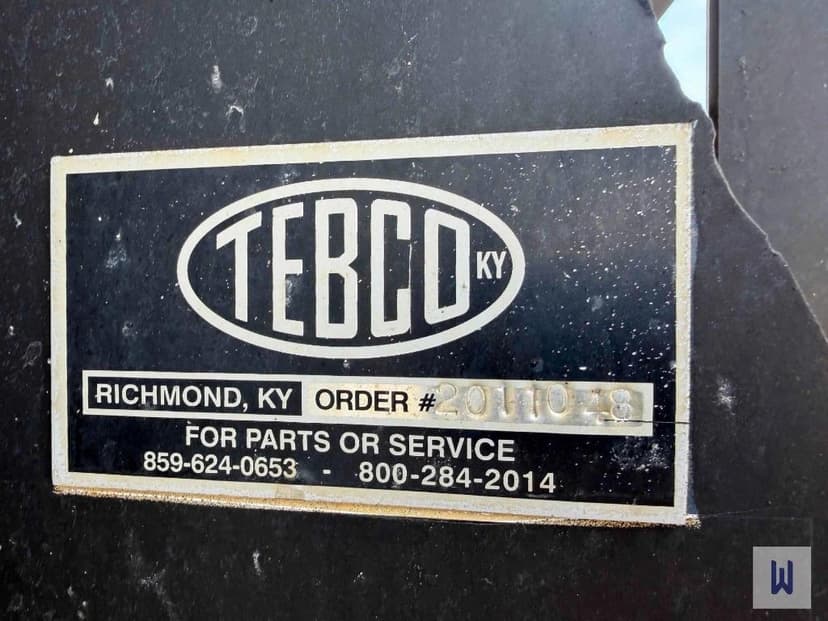 TEBCO KY
RICHMOND, KY ORDER # 2011048
FOR PARTS OR SERVICE
859-624-0653 - 800-284-2014
W